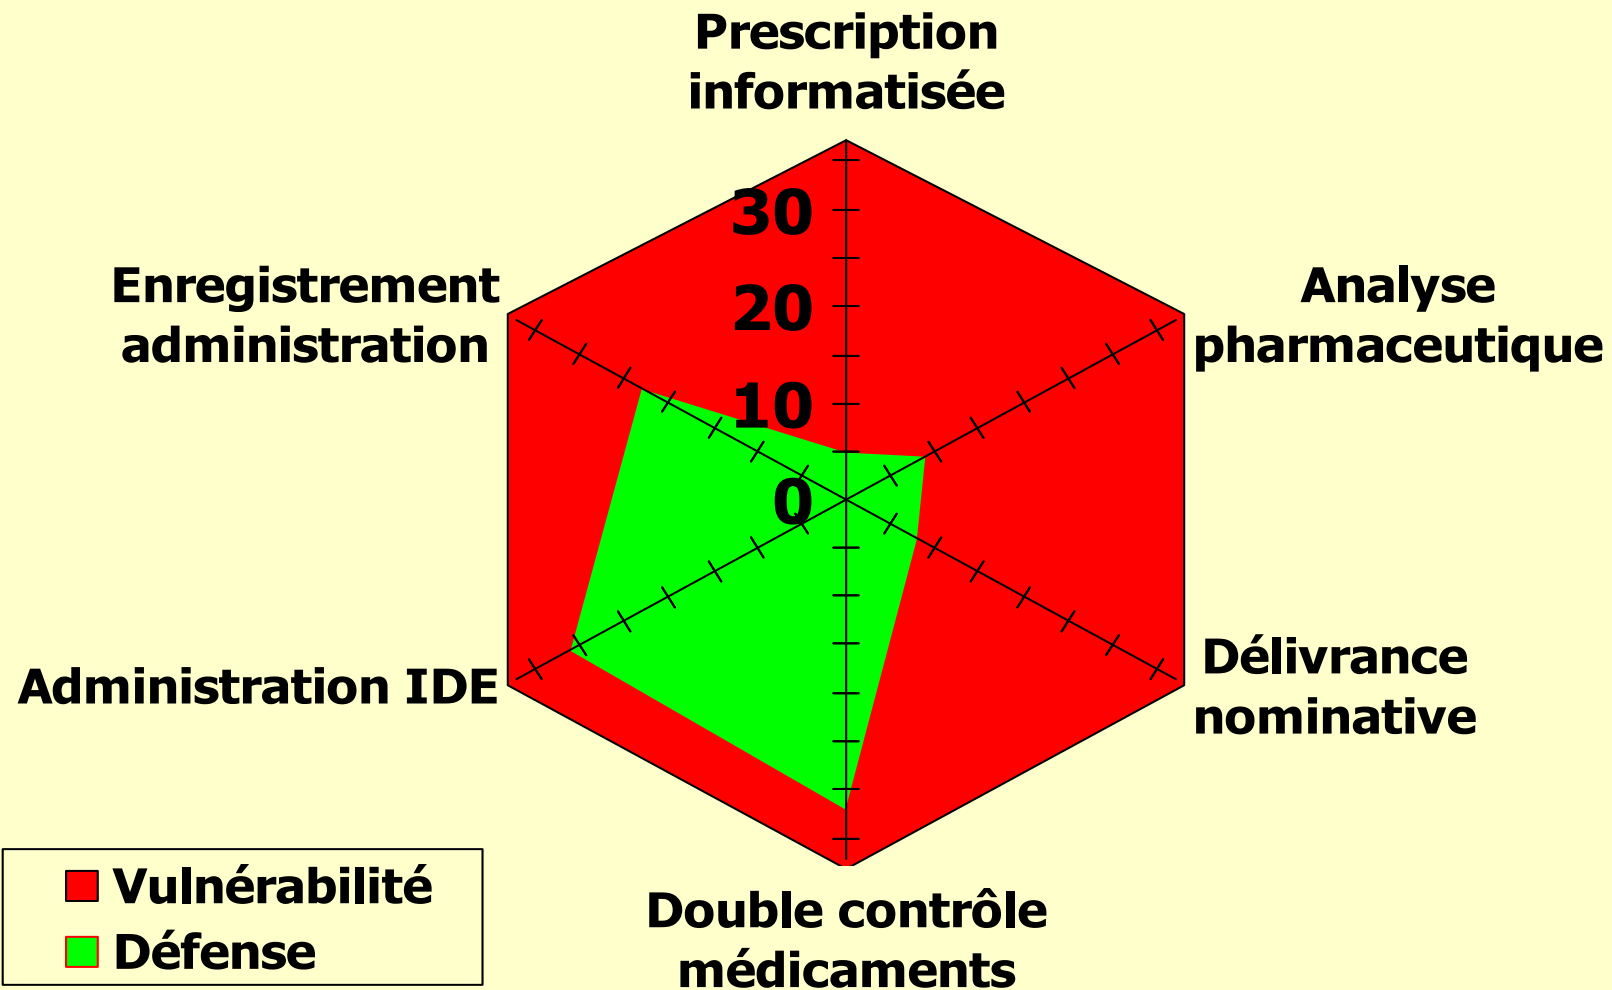 Prescription
informatisée
Enregistrement
administration
30
20
10
0
Analyse
pharmaceutique
Administration IDE
Délivrance
nominative
Double contrôle
médicaments
Vulnérabilité
Défense